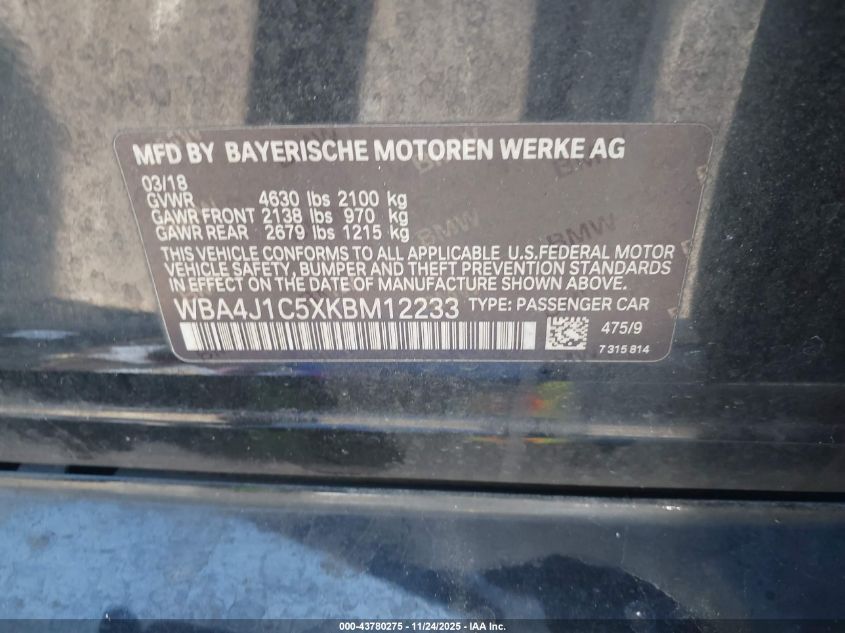 MFD BY BAYERISCHE MOTOREN WERKE AG
03/18
GVWR 4630 lbs 2100 kg
GAWR FRONT 2138 lbs 970 kg
GAWR REAR 2679 lbs 1215 kg
THIS VEHICLE CONFORMS TO ALL APPLICABLE U.S.FEDERAL MOTOR
VEHICLE SAFETY, BUMPER AND THEFT PREVENTION STANDARDS
IN EFFECT ON THE DATE OF MANUFACTURE SHOWN ABOVE.
WBA4J1C5XKBM12233 TYPE: PASSENGER CAR
475/9
7 315 814
000-43780275 - 11/24/2025 - IAA Inc.